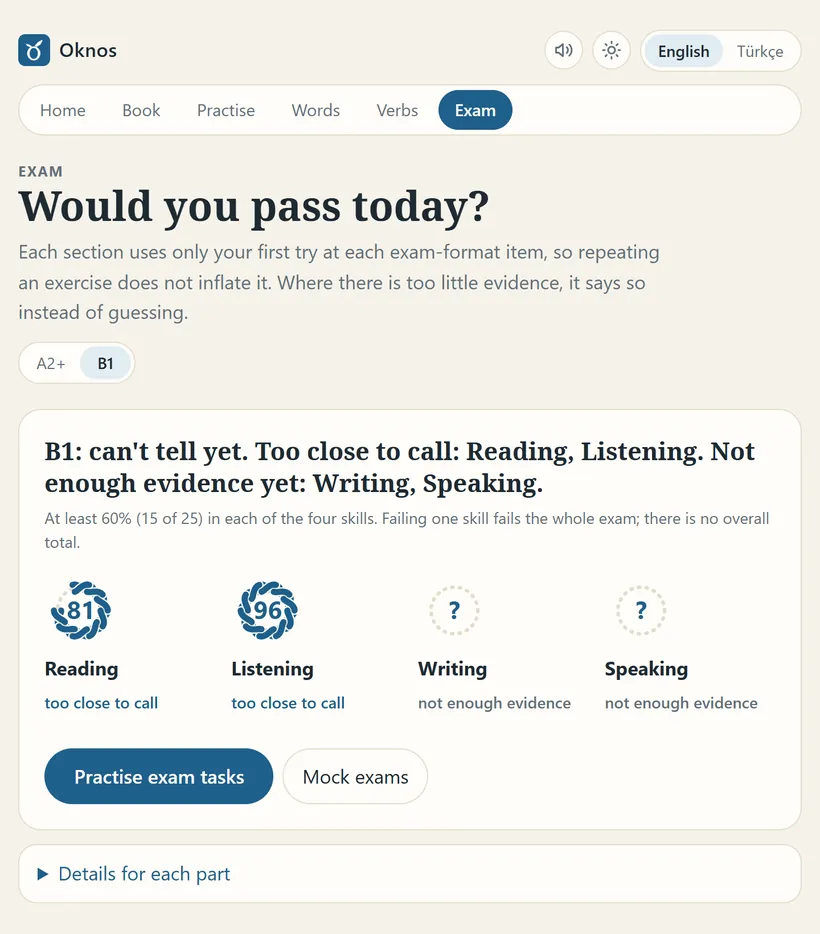 Oknos
English
Türkçe
Home
Book
Practise
Words
Verbs
Exam
EXAM
Would you pass today?
Each section uses only your first try at each exam-format item, so repeating
an exercise does not inflate it. Where there is too little evidence, it says so
instead of guessing.
A2+
B1
B1: can't tell yet. Too close to call: Reading, Listening. Not
enough evidence yet: Writing, Speaking.
At least 60% (15 of 25) in each of the four skills. Failing one skill fails the whole exam; there is no overall
total.
81
96
?
?
Reading
Listening
Writing
Speaking
too close to call
too close to call
not enough evidence
not enough evidence
Practise exam tasks
Mock exams
Details for each part